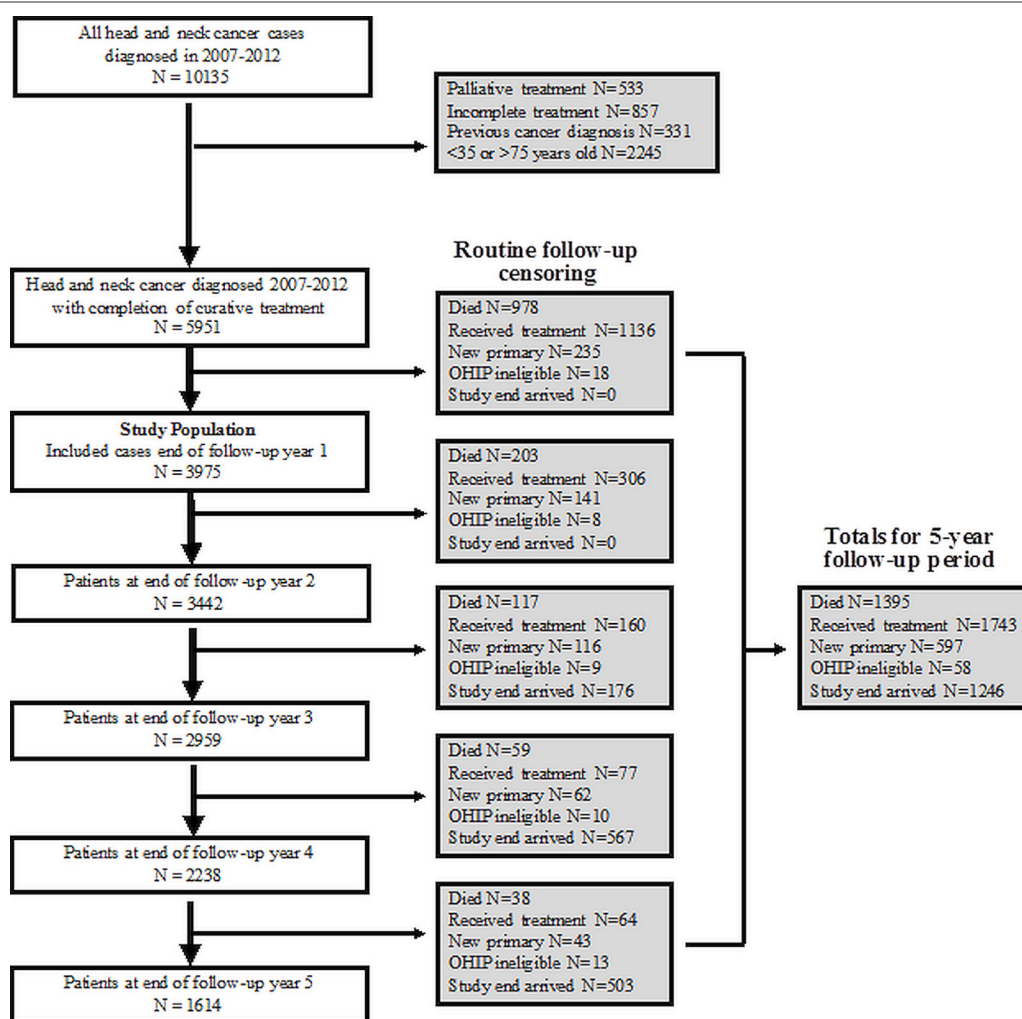 All head and neck cancer cases
diagnosed in 2007-2012
N = 10135
Palliative treatment N=533
Incomplete treatment N=857
Previous cancer diagnosis N=331
<35 or >75 years old N=2245
Head and neck cancer diagnosed 2007-2012
with completion of curative treatment
N = 5951
Routine follow-up
censoring
Died N=978
Received treatment N=1136
New primary N=235
OHIP ineligible N=18
Study end arrived N=0
Study Population
Included cases end of follow-up year 1
N = 3975
Died N=203
Received treatment N=306
New primary N=141
OHIP ineligible N=8
Study end arrived N=0
Patients at end of follow-up year 2
N = 3442
Died N=117
Received treatment N=160
New primary N=116
OHIP ineligible N=9
Study end arrived N=176
Patients at end of follow-up year 3
N = 2959
Died N=59
Received treatment N=77
New primary N=62
OHIP ineligible N=10
Study end arrived N=567
Patients at end of follow-up year 4
N = 2238
Died N=38
Received treatment N=64
New primary N=43
OHIP ineligible N=13
Study end arrived N=503
Patients at end of follow-up year 5
N = 1614
Totals for 5-year
follow-up period
Died N=1395
Received treatment N=1743
New primary N=597
OHIP ineligible N=58
Study end arrived N=1246